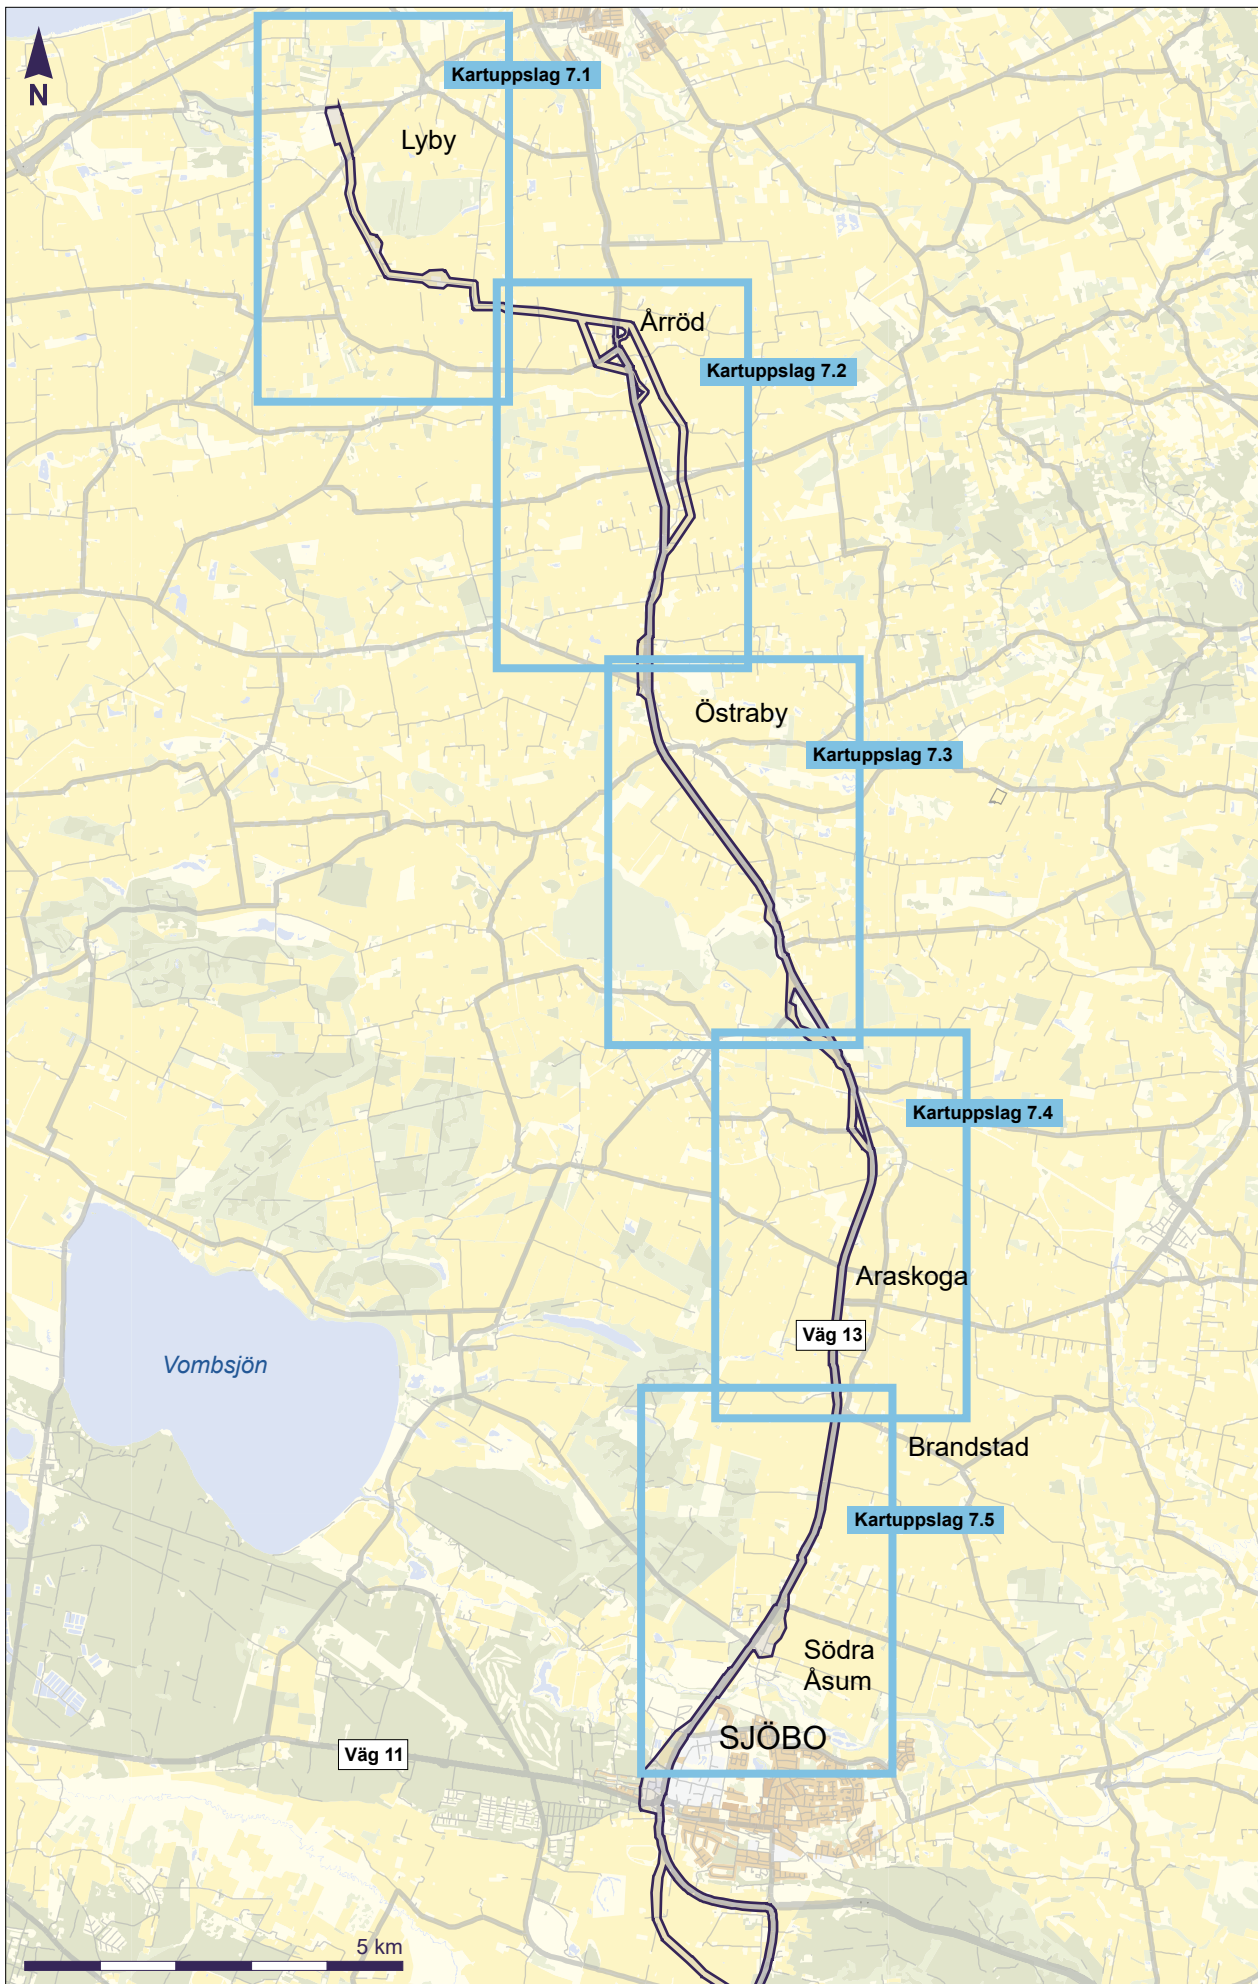 Kartuppslag 7.1
N
Lyby
Årröd
Kartuppslag 7.2
Östraby
Kartuppslag 7.3
Kartuppslag 7.4
Araskoga
Väg 13
Vombsjön
Brandstad
Kartuppslag 7.5
Södra
Åsum
SJÖBO
Väg 11
5 km